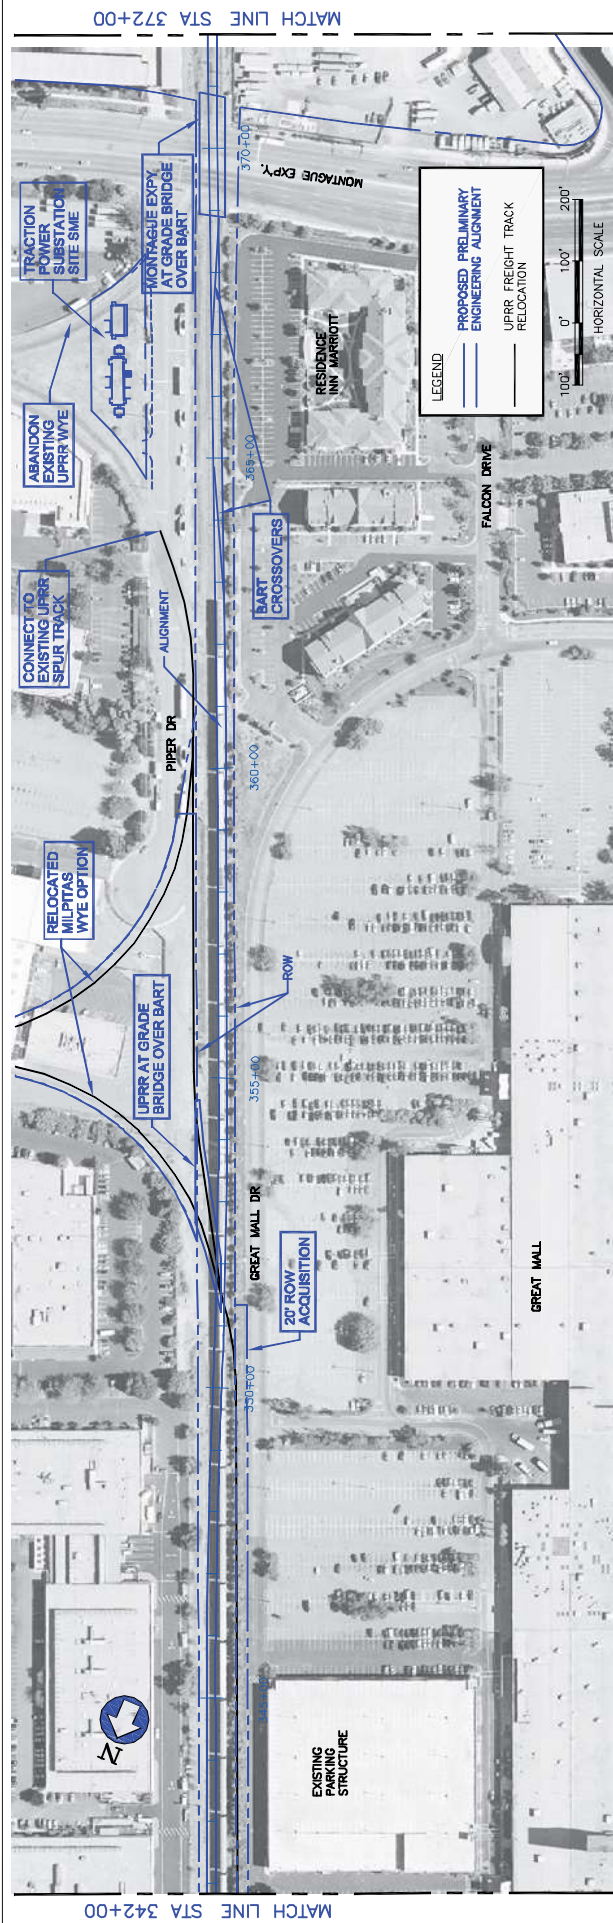 MATCH LINE STA 372+00
370+00
MONTAGUE EXPY.
TRACTION
POWER
SUBSTATION
SITE SME
MONTAGUE EXPY
AT GRADE BRIDGE
OVER BART
ABANDON
EXISTING
UPRR WYE
RESIDENCE
INN MARRIOTT
LEGEND
PROPOSED PRELIMINARY
ENGINEERING ALIGNMENT
UPRR FREIGHT TRACK
RELOCATION
100' 0' 100' 200'
HORIZONTAL SCALE
365+00
FALCON DRIVE
CONNECT TO
EXISTING UPRR
SPUR TRACK
ALIGNMENT
BART
CROSSOVERS
PIPER DR
360+00
RELOCATED
MILPITAS
WYE OPTION
ROW
UPRR AT GRADE
BRIDGE OVER BART
355+00
GREAT MALL DR
20' ROW
ACQUISITION
GREAT MALL
350+00
345+00
N
EXISTING
PARKING
STRUCTURE
MATCH LINE STA 342+00